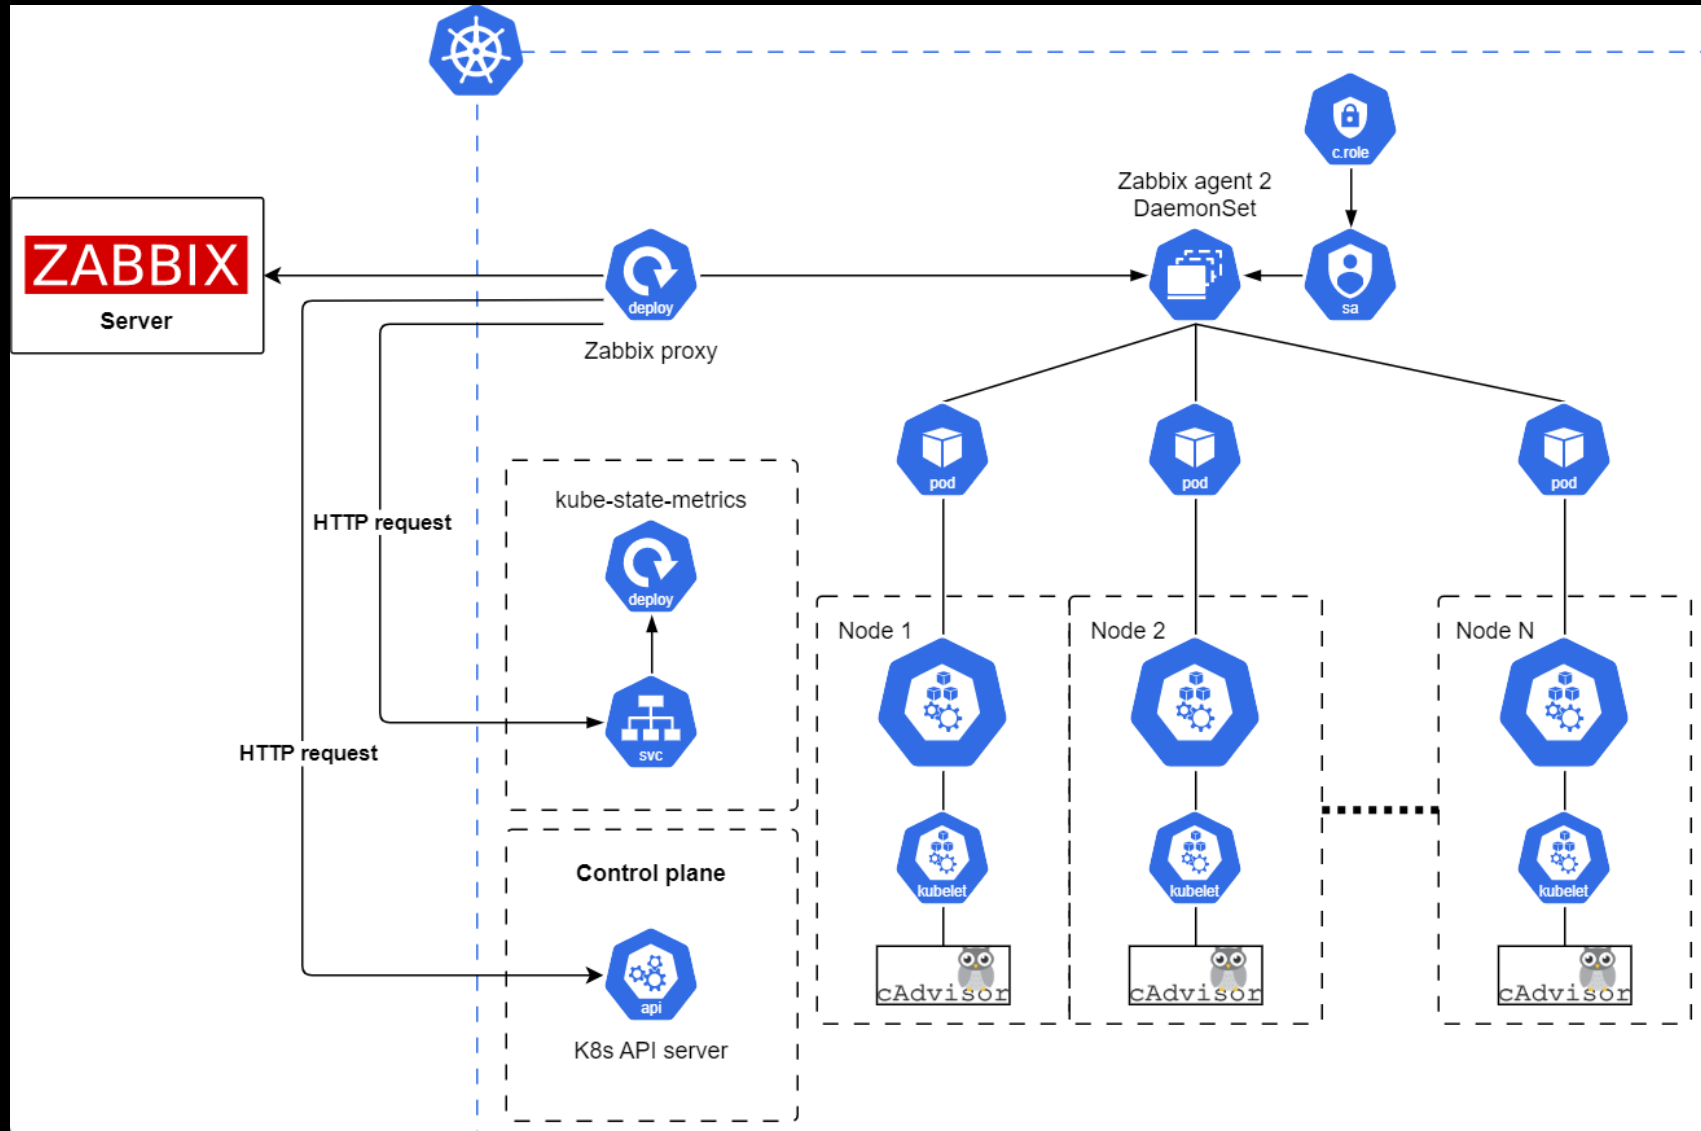 c.role
Zabbix agent 2
DaemonSet
ZABBIX
Server
deploy
sa
Zabbix proxy
pod
pod
pod
kube-state-metrics
HTTP request
deploy
Node 1
Node 2
Node N
svc
HTTP request
Control plane
kubelet
kubelet
kubelet
cAdvisor
cAdvisor
cAdvisor
api
K8s API server